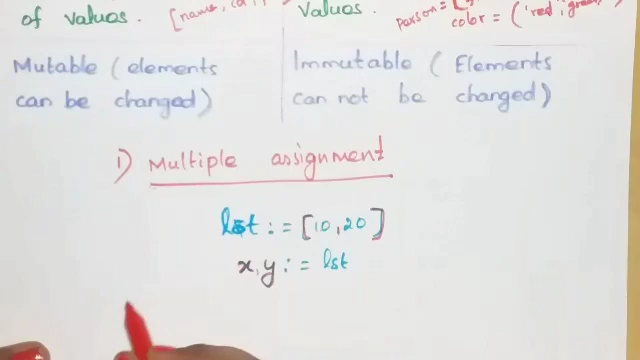 of values. [name,
values. person = [
color = ('red', green
Mutable (elements
can be changed)
Immutable (Elements
can not be changed)
1) Multiple assignment
lst := [10,20]
x,y := lst